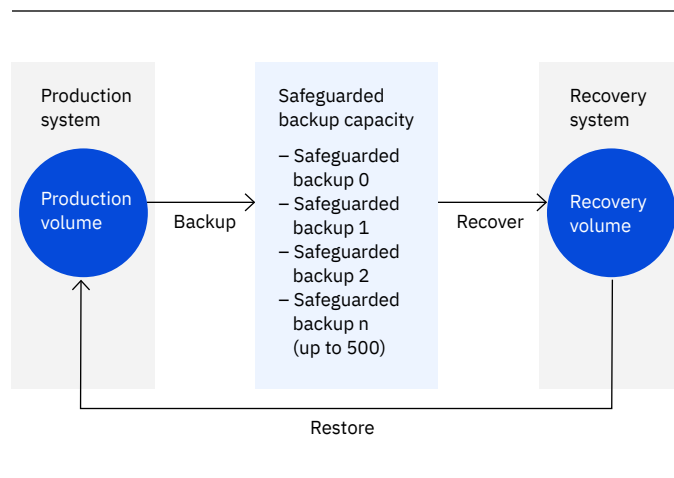 Production
system
Production
volume
Backup
Safeguarded
backup capacity
– Safeguarded
backup 0
– Safeguarded
backup 1
– Safeguarded
backup 2
– Safeguarded
backup n
(up to 500)
Recover
Recovery
system
Recovery
volume
Restore